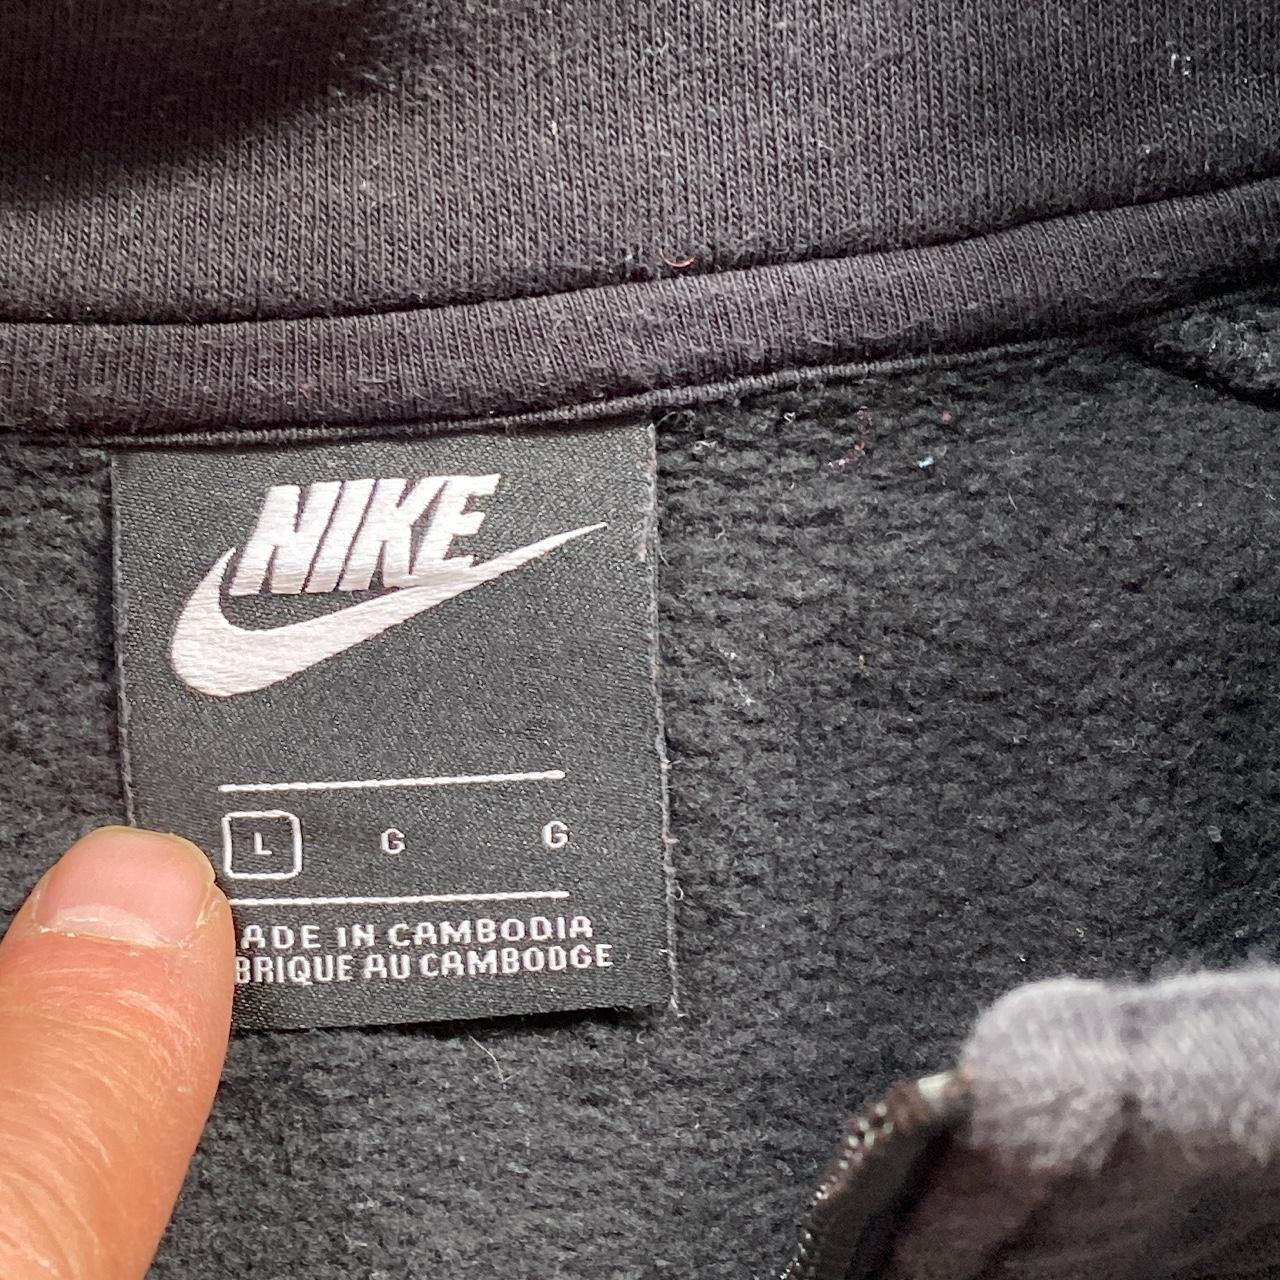 NIKE
L G G
ADE IN CAMBODIA
BRIQUE AU CAMBODGE